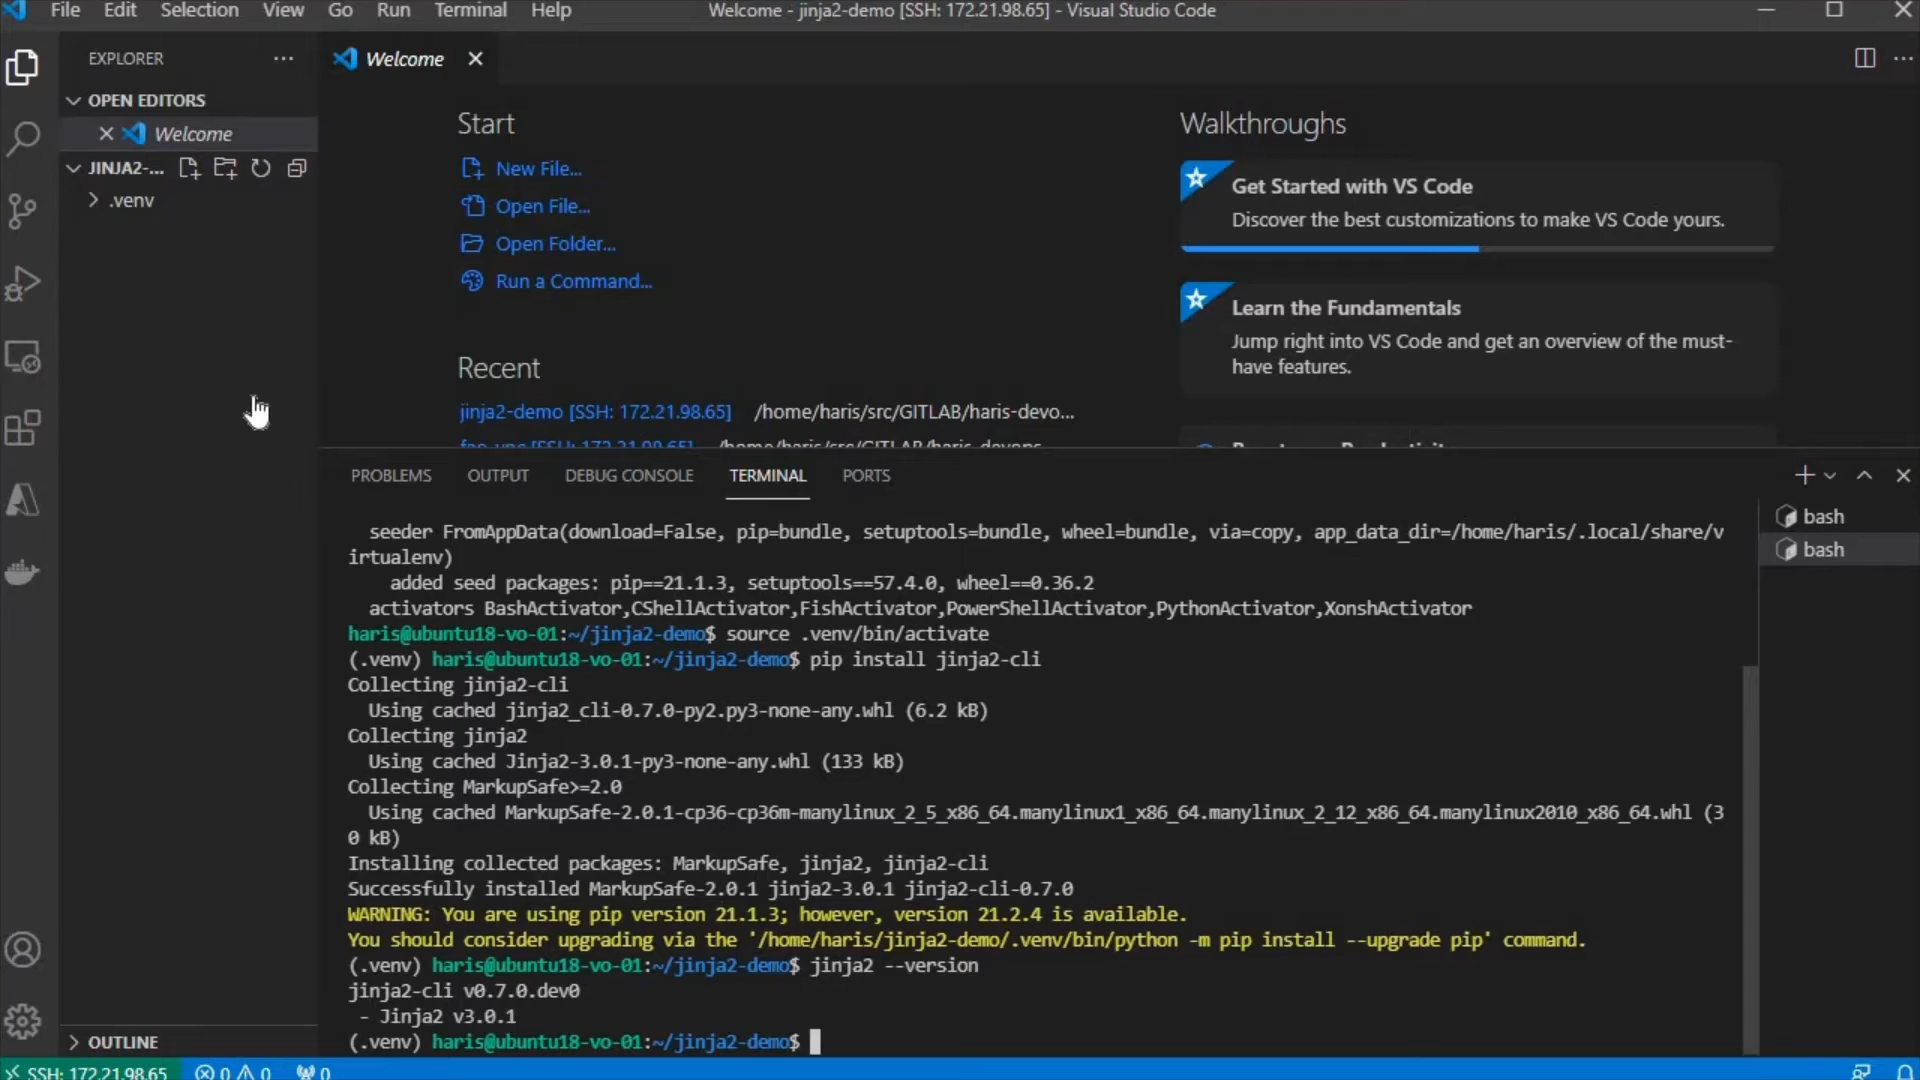 File Edit Selection View Go Run Terminal Help
Welcome - jinja2-demo [SSH: 172.21.98.65] - Visual Studio Code
EXPLORER
OPEN EDITORS
Welcome
JINJA2-...
.venv
OUTLINE
Welcome
Start
New File...
Open File...
Open Folder...
Run a Command...
Recent
jinja2-demo [SSH: 172.21.98.65] /home/haris/src/GITLAB/haris-devo...
[SSH: 172.21.98.65] /home/haris/src/GITLAB/haris-devops
Walkthroughs
Get Started with VS Code
Discover the best customizations to make VS Code yours.
Learn the Fundamentals
Jump right into VS Code and get an overview of the must-
have features.
PROBLEMS OUTPUT DEBUG CONSOLE TERMINAL PORTS
bash
bash
seeder FromAppData(download=False, pip=bundle, setuptools=bundle, wheel=bundle, via=copy, app_data_dir=/home/haris/.local/share/v
irtualenv)
added seed packages: pip==21.1.3, setuptools==57.4.0, wheel==0.36.2
activators BashActivator,CShellActivator,FishActivator,PowerShellActivator,PythonActivator,XonshActivator
haris@ubuntu18-vo-01:~/jinja2-demo$ source .venv/bin/activate
(.venv) haris@ubuntu18-vo-01:~/jinja2-demo$ pip install jinja2-cli
Collecting jinja2-cli
Using cached jinja2_cli-0.7.0-py2.py3-none-any.whl (6.2 kB)
Collecting jinja2
Using cached Jinja2-3.0.1-py3-none-any.whl (133 kB)
Collecting MarkupSafe>=2.0
Using cached MarkupSafe-2.0.1-cp36-cp36m-manylinux_2_5_x86_64.manylinux1_x86_64.manylinux_2_12_x86_64.manylinux2010_x86_64.whl (3
0 kB)
Installing collected packages: MarkupSafe, jinja2, jinja2-cli
Successfully installed MarkupSafe-2.0.1 jinja2-3.0.1 jinja2-cli-0.7.0
WARNING: You are using pip version 21.1.3; however, version 21.2.4 is available.
You should consider upgrading via the '/home/haris/jinja2-demo/.venv/bin/python -m pip install --upgrade pip' command.
(.venv) haris@ubuntu18-vo-01:~/jinja2-demo$ jinja2 --version
jinja2-cli v0.7.0.dev0
- Jinja2 v3.0.1
(.venv) haris@ubuntu18-vo-01:~/jinja2-demo$
SSH: 172.21.98.65 0 0 0